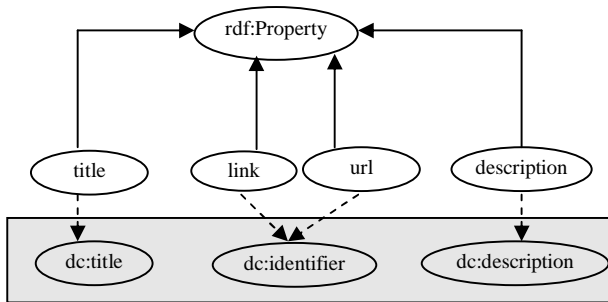 rdf:Property
title
link
url
description
dc:title
dc:identifier
dc:description